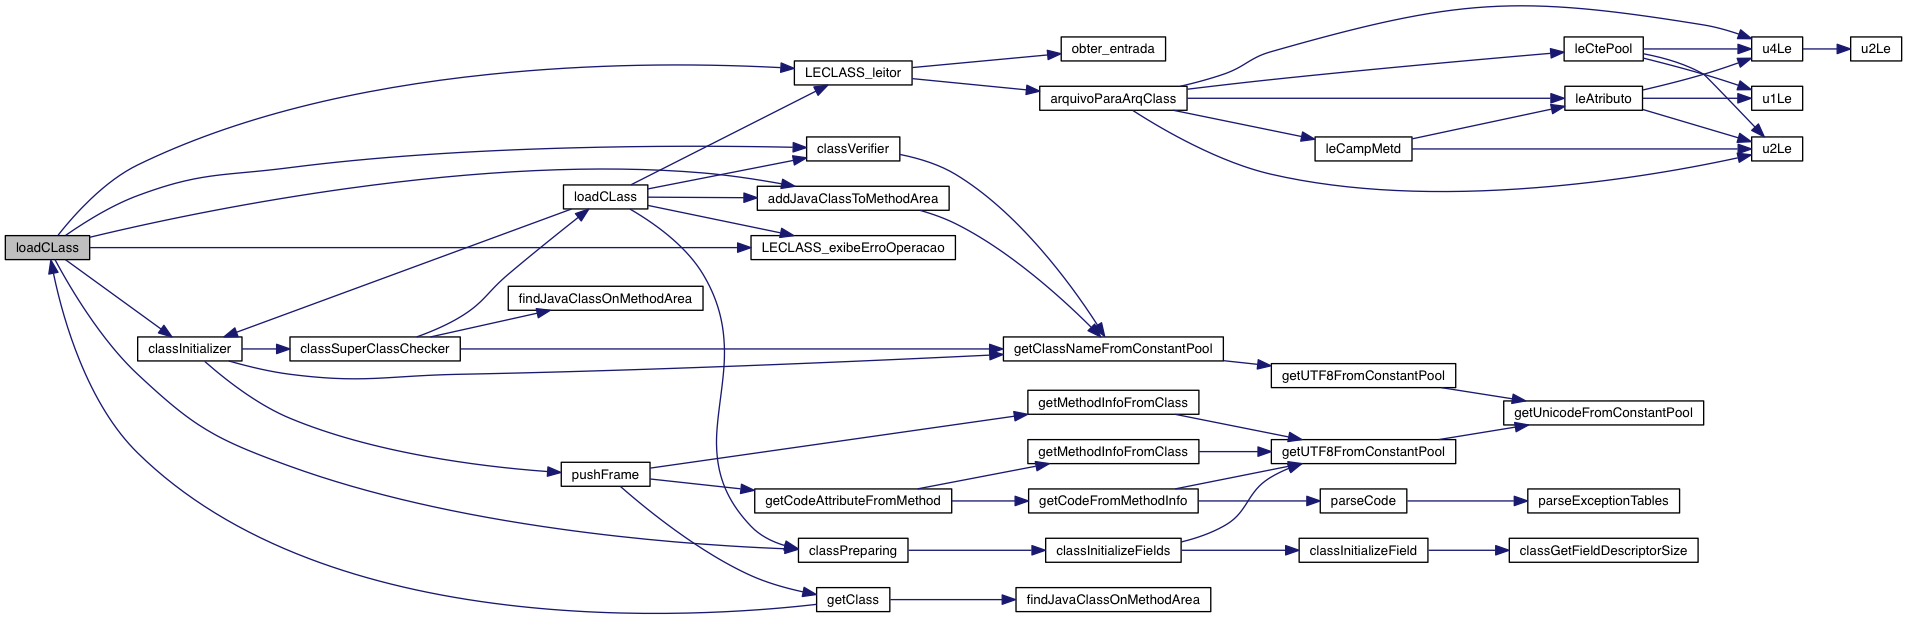 loadCLass
classInitializer
classSuperClassChecker
loadCLass
findJavaClassOnMethodArea
pushFrame
LECLASS_leitor
classVerifier
addJavaClassToMethodArea
LECLASS_exibeErroOperacao
getCodeAttributeFromMethod
classPreparing
getClass
obter_entrada
arquivoParaArqClass
getClassNameFromConstantPool
getMethodInfoFromClass
getMethodInfoFromClass
getCodeFromMethodInfo
classInitializeFields
findJavaClassOnMethodArea
leCampMetd
getUTF8FromConstantPool
getUTF8FromConstantPool
parseCode
classInitializeField
leCtePool
leAtributo
getUnicodeFromConstantPool
parseExceptionTables
classGetFieldDescriptorSize
u4Le
u1Le
u2Le
u2Le